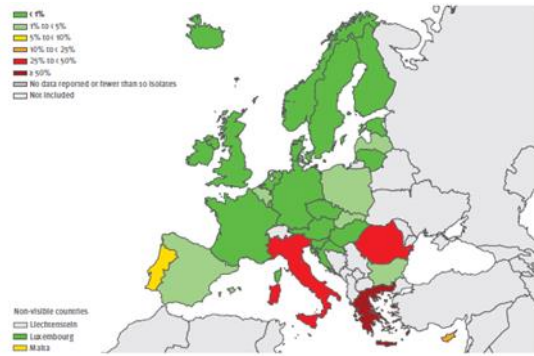 < 1%
1% to < 5%
5% to < 10%
10% to < 25%
25% to < 50%
≥ 50%
No data reported or fewer than 10 isolates
Not included
Non-visible countries
Liechtenstein
Luxembourg
Malta